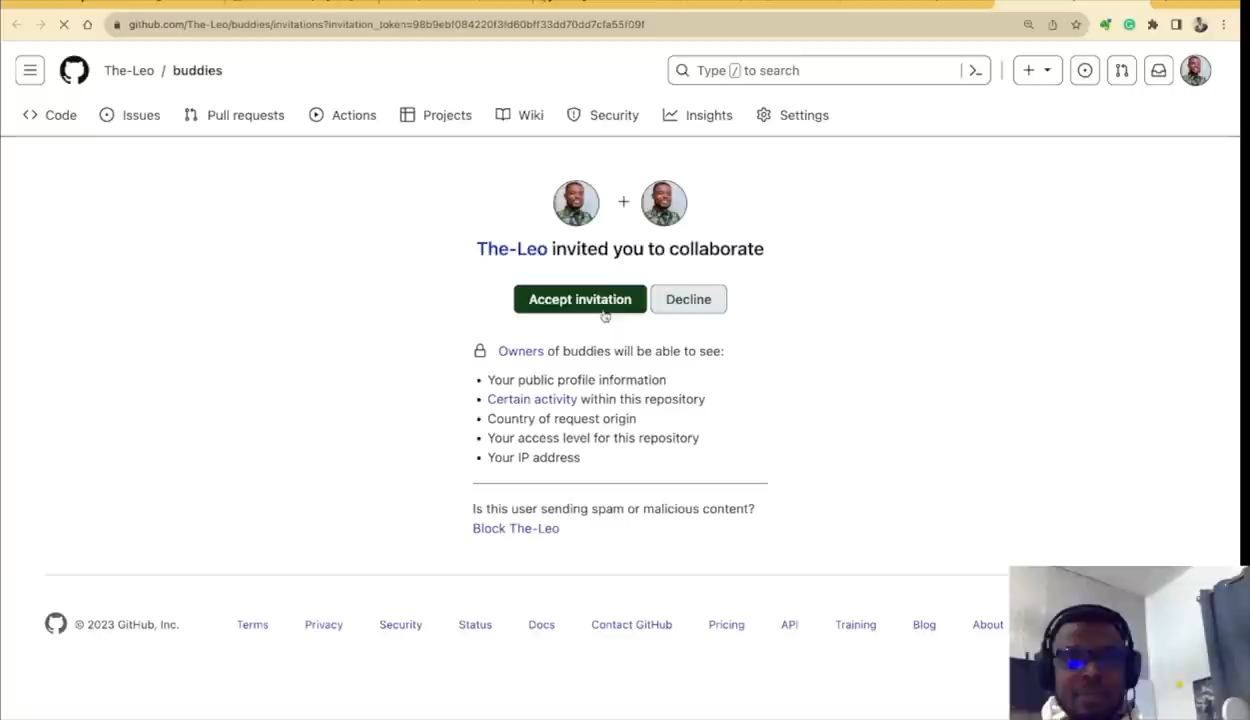 github.com/The-Leo/buddies/invitations?invitation_token=98b9ebf084220f3fd60bff33dd70dd7cfa55f09f
The-Leo / buddies
Type / to search
Code Issues Pull requests Actions Projects Wiki Security Insights Settings
+
The-Leo invited you to collaborate
Accept invitation Decline
Owners of buddies will be able to see:
• Your public profile information
• Certain activity within this repository
• Country of request origin
• Your access level for this repository
• Your IP address
Is this user sending spam or malicious content?
Block The-Leo
© 2023 GitHub, Inc. Terms Privacy Security Status Docs Contact GitHub Pricing API Training Blog About